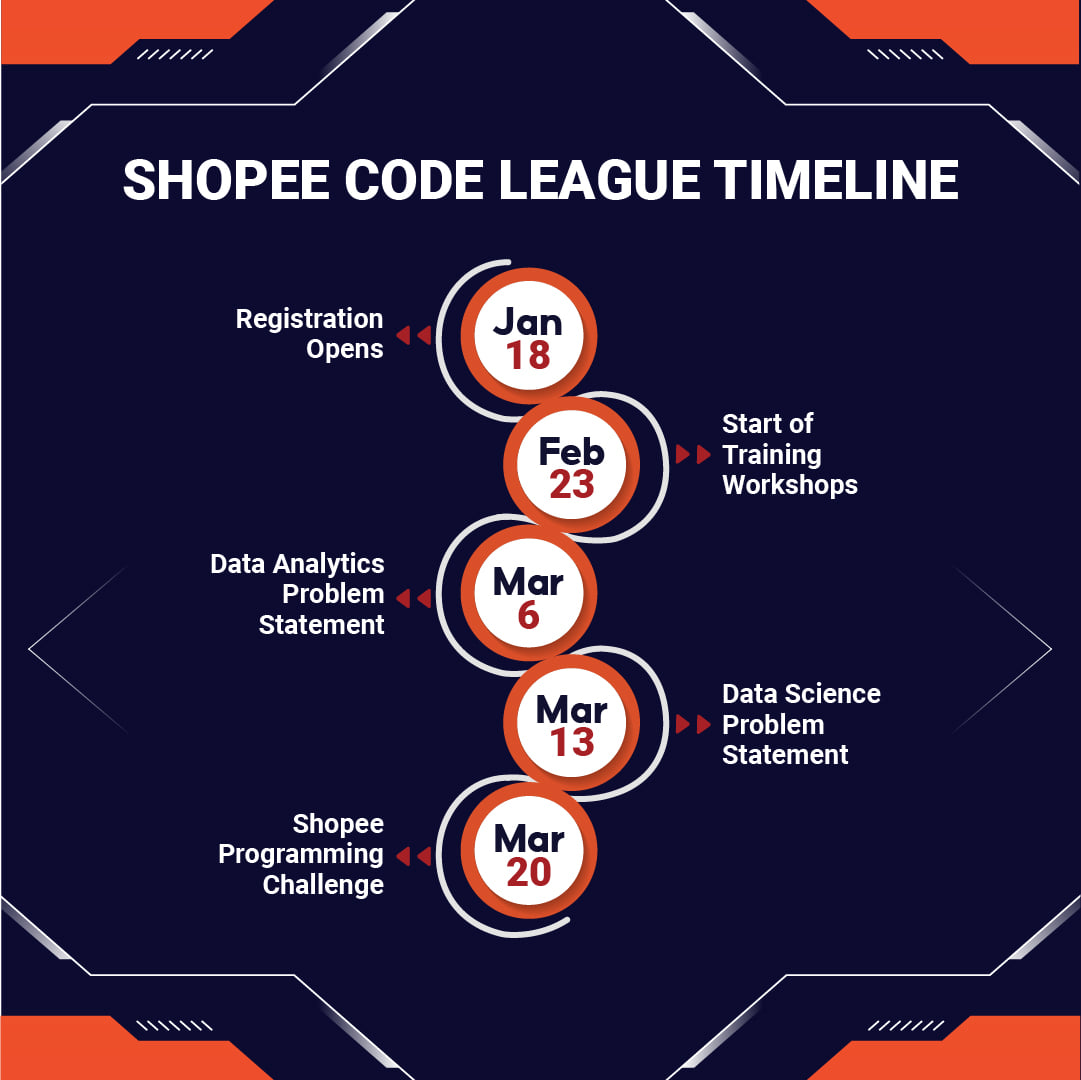 SHOPEE CODE LEAGUE TIMELINE
Jan
18
Registration
Opens
Feb
23
Start of
Training
Workshops
Mar
6
Data Analytics
Problem
Statement
Mar
13
Data Science
Problem
Statement
Mar
20
Shopee
Programming
Challenge